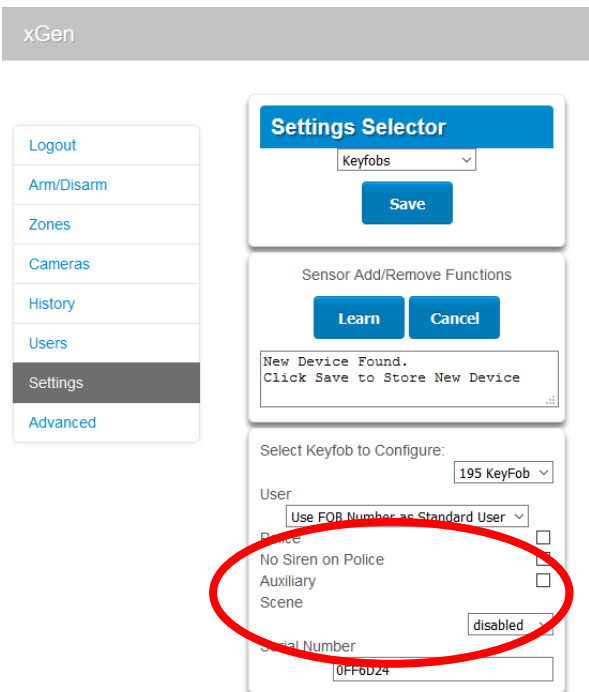 xGen
Logout
Arm/Disarm
Zones
Cameras
History
Users
Settings
Advanced
Settings Selector
Keyfobs
Save
Sensor Add/Remove Functions
Learn Cancel
New Device Found.
Click Save to Store New Device
Select Keyfob to Configure:
195 KeyFob
User
Use FOB Number as Standard User
Police
No Siren on Police
Auxiliary
Scene
disabled
Serial Number
0FF6D24